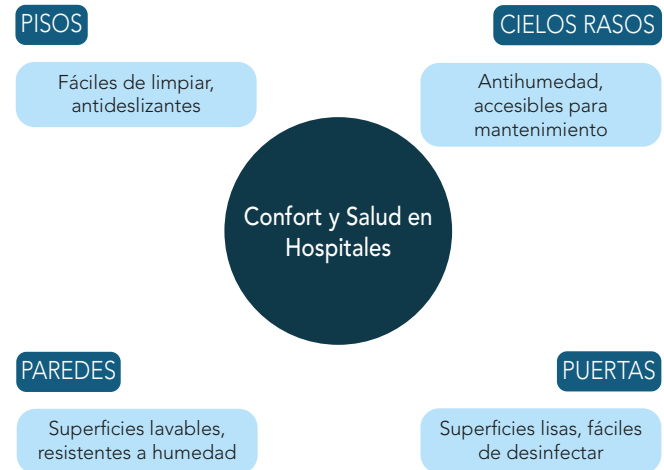 PISOS
Fáciles de limpiar,
antideslizantes
CIELOS RASOS
Antihumedad,
accesibles para
mantenimiento
Confort y Salud en
Hospitales
PAREDES
Superficies lavables,
resistentes a humedad
PUERTAS
Superficies lisas, fáciles
de desinfectar